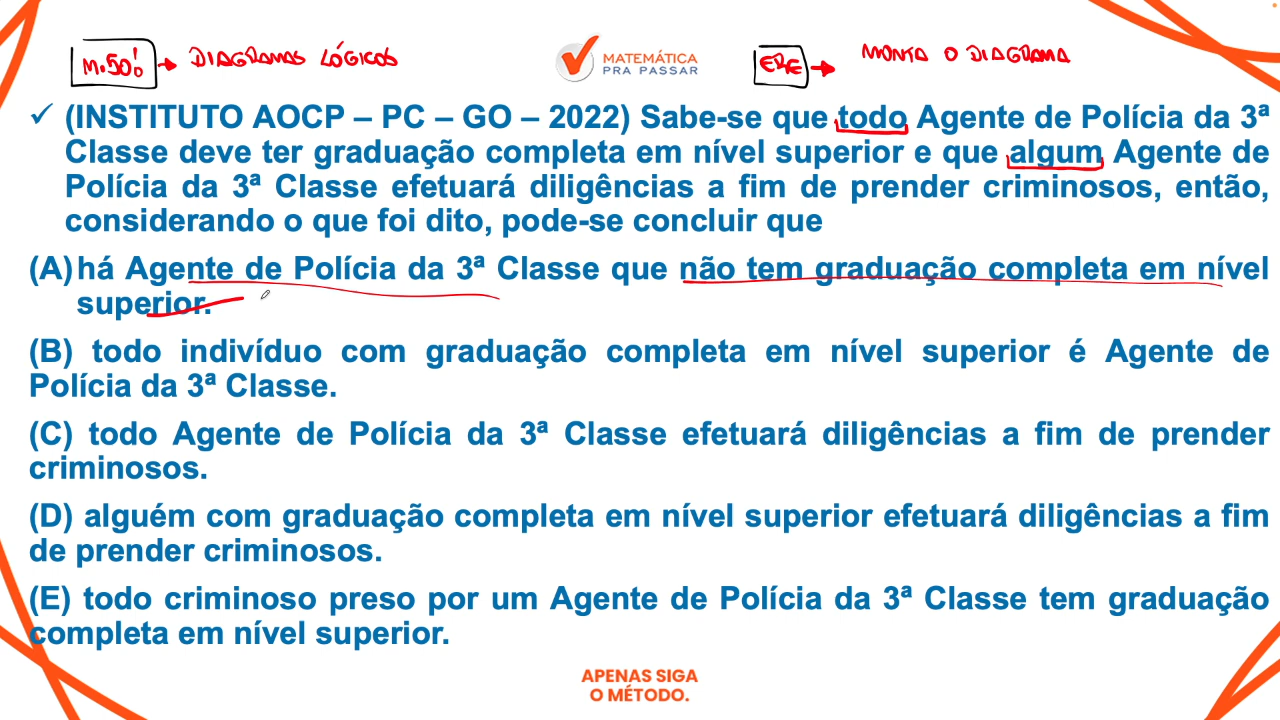 M.50! → DIAGRAMAS LÓGICOS
MATEMÁTICA
PRA PASSAR
→ MONTA O DIAGRAMA
✓ (INSTITUTO AOCP – PC – GO – 2022) Sabe-se que todo Agente de Polícia da 3ª
Classe deve ter graduação completa em nível superior e que algum Agente de
Polícia da 3ª Classe efetuará diligências a fim de prender criminosos, então,
considerando o que foi dito, pode-se concluir que
(A) há Agente de Polícia da 3ª Classe que não tem graduação completa em nível
superior.
(B) todo indivíduo com graduação completa em nível superior é Agente de
Polícia da 3ª Classe.
(C) todo Agente de Polícia da 3ª Classe efetuará diligências a fim de prender
criminosos.
(D) alguém com graduação completa em nível superior efetuará diligências a fim
de prender criminosos.
(E) todo criminoso preso por um Agente de Polícia da 3ª Classe tem graduação
completa em nível superior.
APENAS SIGA
O MÉTODO.